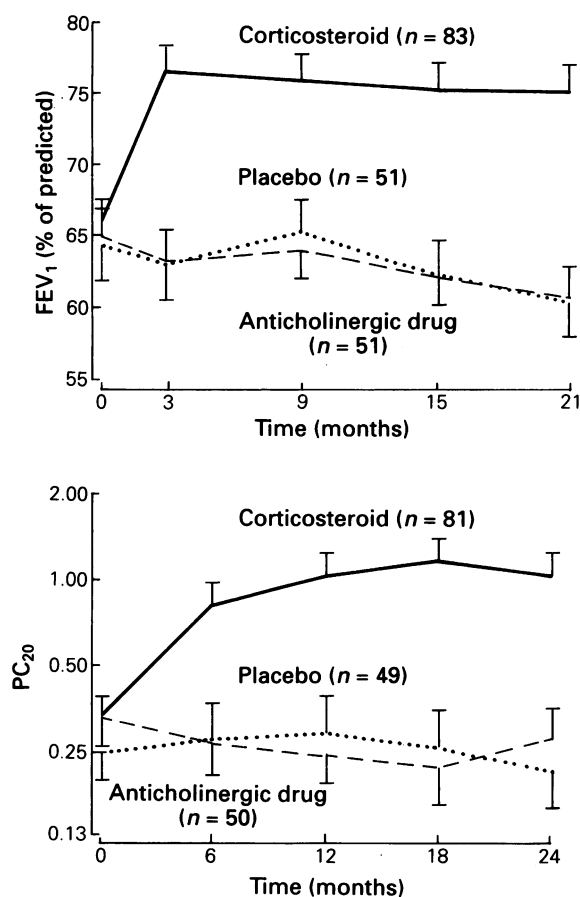 80
75
70
65
60
55
FEV1 (% of predicted)
Corticosteroid (n = 83)
Placebo (n = 51)
Anticholinergic drug
(n = 51)
0 3 9 15 21
Time (months)
2.00
1.00
0.50
0.25
0.13
PC20
Corticosteroid (n = 81)
Placebo (n = 49)
Anticholinergic drug
(n = 50)
0 6 12 18 24
Time (months)